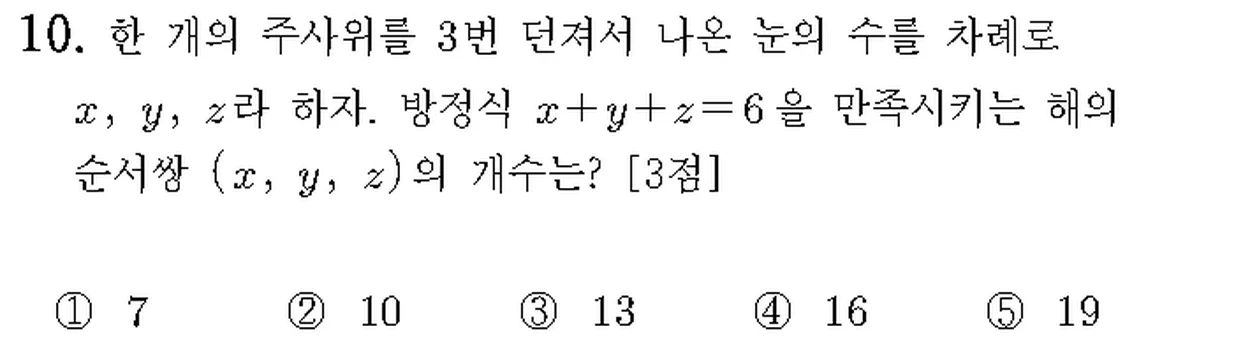 10. 한 개의 주사위를 3번 던져서 나온 눈의 수를 차례로
x, y, z라 하자. 방정식 x+y+z=6을 만족시키는 해의
순서쌍 (x, y, z)의 개수는? [3점]
① 7 ② 10 ③ 13 ④ 16 ⑤ 19